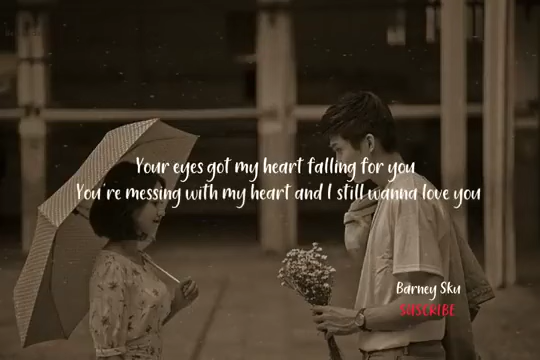 Your eyes got my heart falling for you
You're messing with my heart and I still wanna love you
Barney Sku
SUSCRIBE